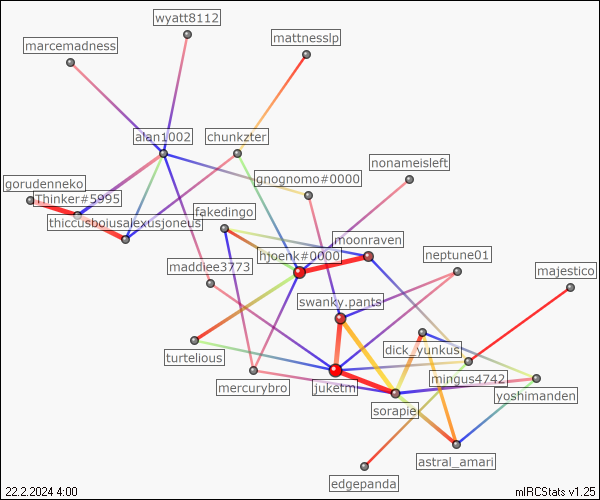 wyatt8112
marcemadness
mattnesslp
alan1002
chunkzter
nonameisleft
gnognomo#0000
gorudenneko
Thinker#5995
thiccusbojusalexusjoneus
fakedingo
moonraven
hjoenk#0000
neptune01
maddiee3773
majestico
swanky.pants
turtelious
dick_yunkus
mingus4742
mercurybro
juketm
yoshimanden
sorapie
astral_amari
edgepanda
22.2.2024 4:00
mIRCStats v1.25